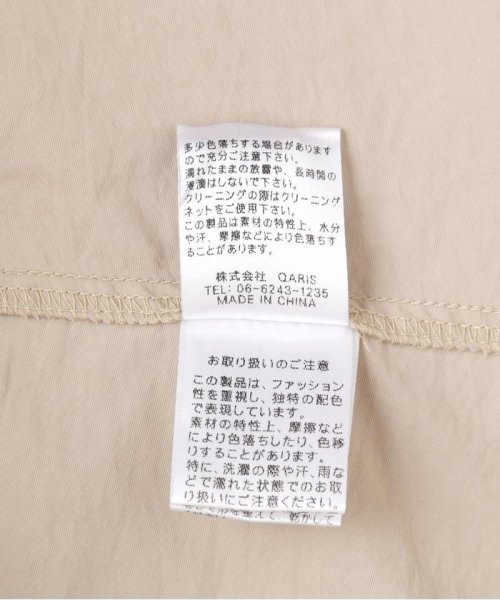 多少色落ちする場合があります
ので充分ご注意下さい。
濡れたままの放置や、長時間の
浸漬はしないで下さい。
クリーニングの際はクリーニング
ネットをご使用下さい。
この製品は素材の特性上、水分
や汗、摩擦などにより色落ちす
ることがあります。
株式会社 QARIS
TEL: 06-6243-1235
MADE IN CHINA
お取り扱いのご注意
この製品は、ファッション
性を重視し、独特の配色
で表現しています。
素材の特性上、摩擦など
により色落ちしたり、色移
りすることがあります。
特に、洗濯の際や汗、雨な
どで濡れた状態でのお取
り扱いにご注意ください。